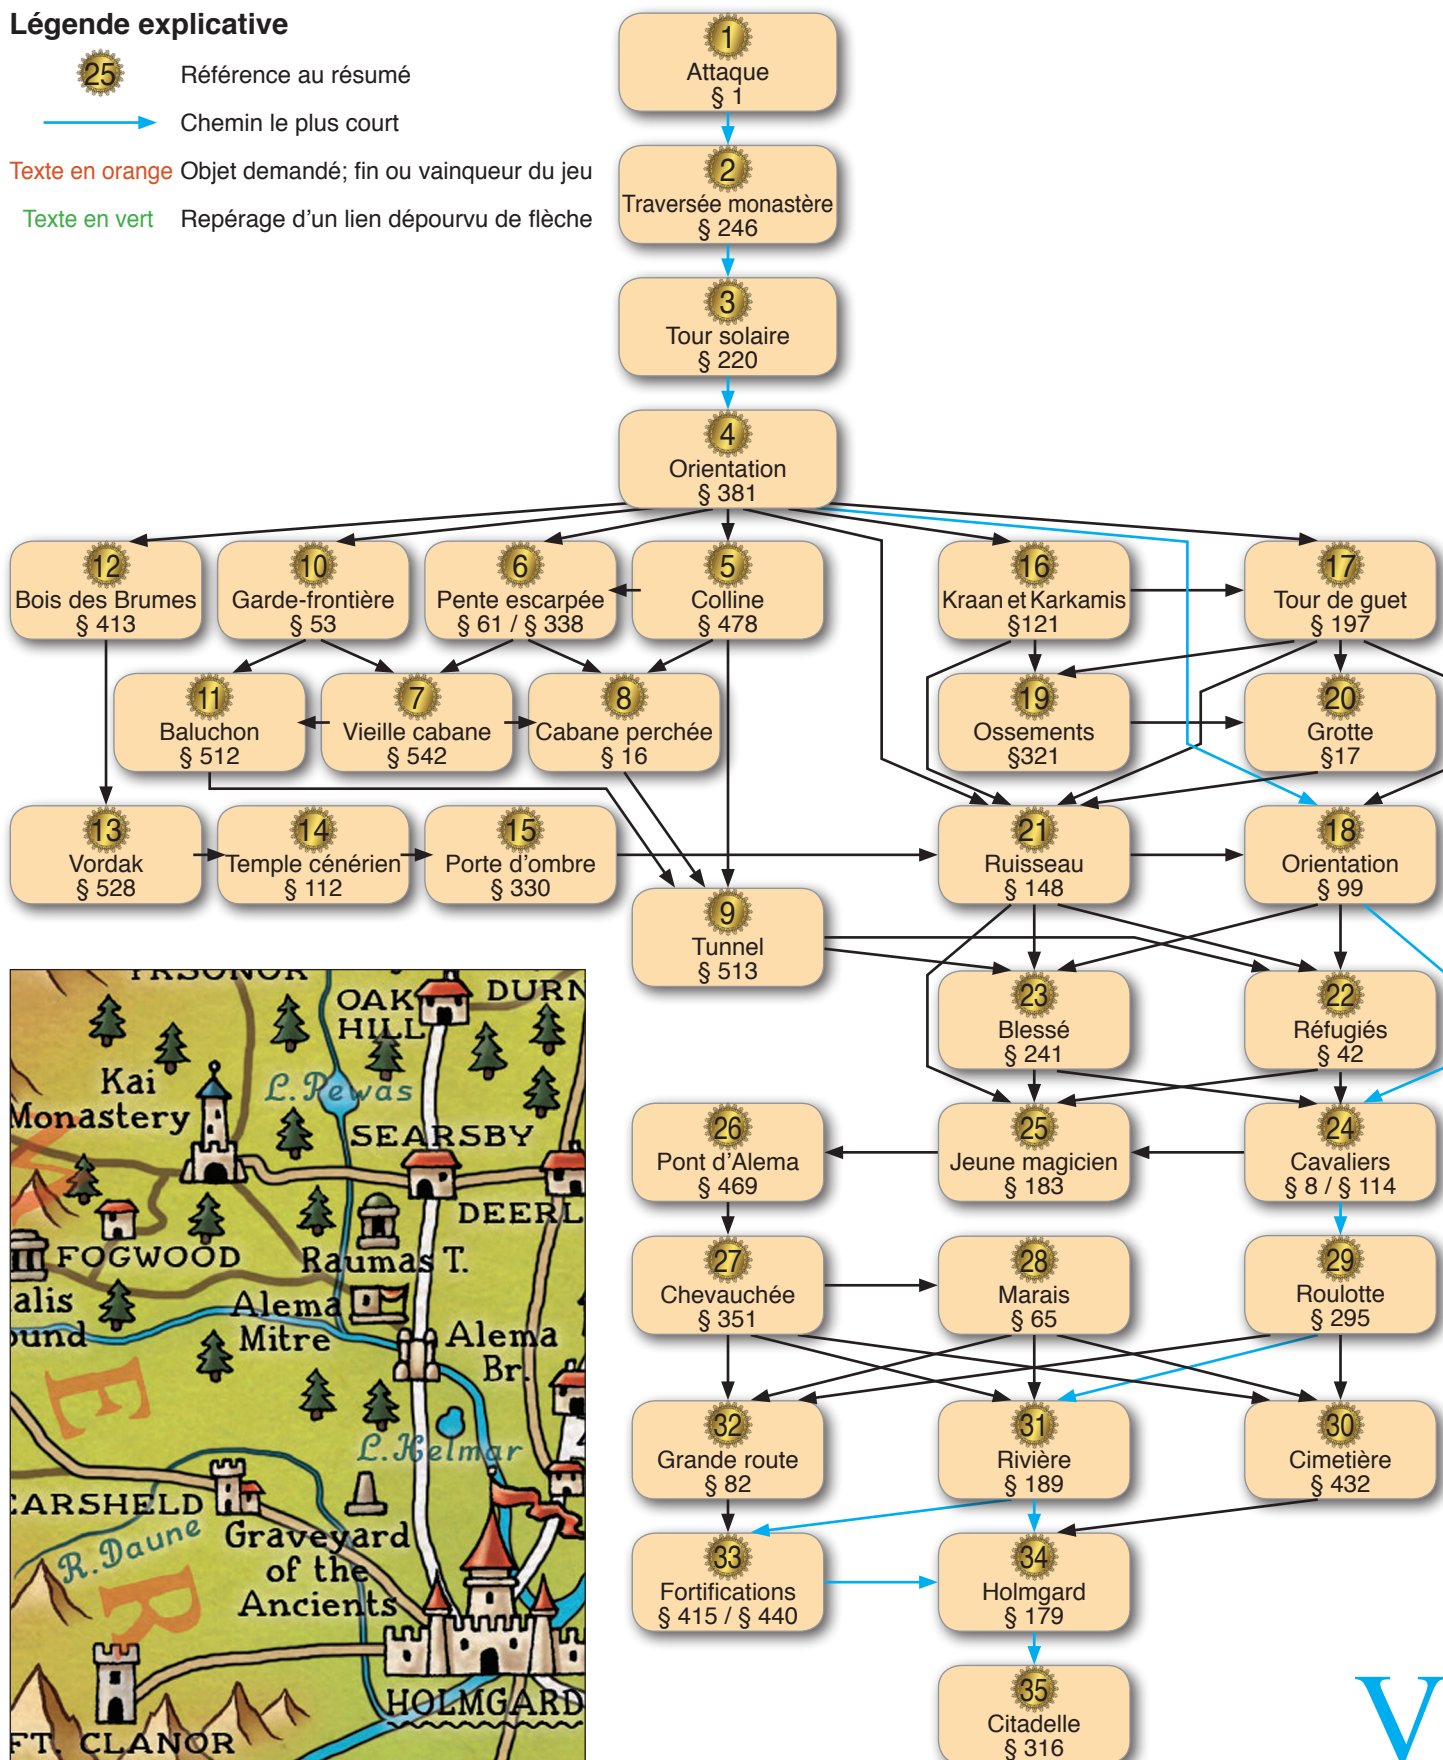 Légende explicative
25 Référence au résumé
Chemin le plus court
Texte en orange Objet demandé; fin ou vainqueur du jeu
Texte en vert Repérage d'un lien dépourvu de flèche
1
Attaque
§ 1
2
Traversée monastère
§ 246
3
Tour solaire
§ 220
4
Orientation
§ 381
12
Bois des Brumes
§ 413
10
Garde-frontière
§ 53
6
Pente escarpée
§ 61 / § 338
5
Colline
§ 478
16
Kraan et Karkamis
§121
17
Tour de guet
§ 197
11
Baluchon
§ 512
7
Vieille cabane
§ 542
8
Cabane perchée
§ 16
19
Ossements
§321
20
Grotte
§17
13
Vordak
§ 528
14
Temple cénérien
§ 112
15
Porte d'ombre
§ 330
21
Ruisseau
§ 148
18
Orientation
§ 99
9
Tunnel
§ 513
23
Blessé
§ 241
22
Réfugiés
§ 42
26
Pont d'Alema
§ 469
25
Jeune magicien
§ 183
24
Cavaliers
§ 8 / § 114
27
Chevauchée
§ 351
28
Marais
§ 65
29
Roulotte
§ 295
32
Grande route
§ 82
31
Rivière
§ 189
30
Cimetière
§ 432
33
Fortifications
§ 415 / § 440
34
Holmgard
§ 179
35
Citadelle
§ 316
V
OAK
HILL
DURN
Kai
Monastery
L. Pewas
SEARSBY
DEERL
FOGWOOD
Raumas T.
alis
ound
Alema
Mitre
Alema
Br.
E
L. Helmar
EARSHELD
R. Daune
Graveyard
of the
Ancients
R
HOLMGARD
FT. CLANOR